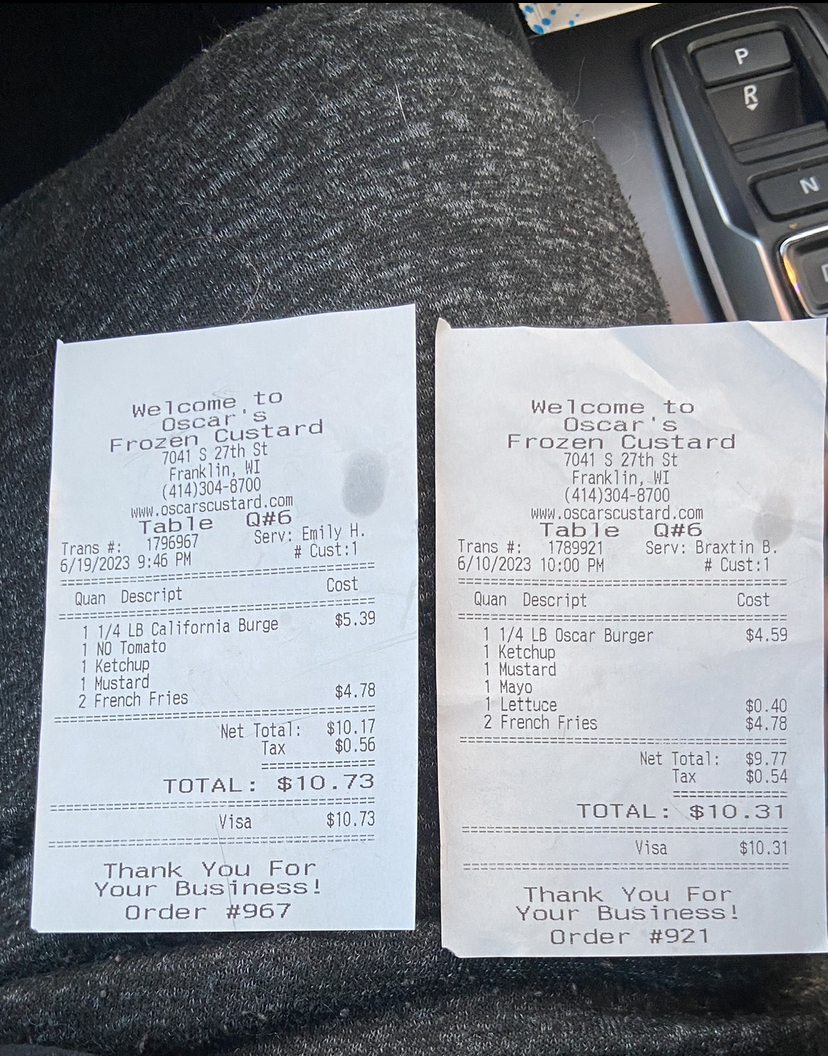 P
R
N
Welcome to
Oscar's
Frozen Custard
7041 S 27th St
Franklin, WI
(414)304-8700
www.oscarscustard.com
Table Q#6
Trans #: 1796967 Serv: Emily H.
6/19/2023 9:46 PM # Cust:1
Quan Descript Cost
1 1/4 LB California Burge $5.39
1 NO Tomato
1 Ketchup
1 Mustard
2 French Fries $4.78
Net Total: $10.17
Tax $0.56
TOTAL: $10.73
Visa $10.73
Thank You For
Your Business!
Order #967
Welcome to
Oscar's
Frozen Custard
7041 S 27th St
Franklin, WI
(414)304-8700
www.oscarscustard.com
Table Q#6
Trans #: 1789921 Serv: Braxtin B.
6/10/2023 10:00 PM # Cust:1
Quan Descript Cost
1 1/4 LB Oscar Burger $4.59
1 Ketchup
1 Mustard
1 Mayo
1 Lettuce $0.40
2 French Fries $4.78
Net Total: $9.77
Tax $0.54
TOTAL: $10.31
Visa $10.31
Thank You For
Your Business!
Order #921